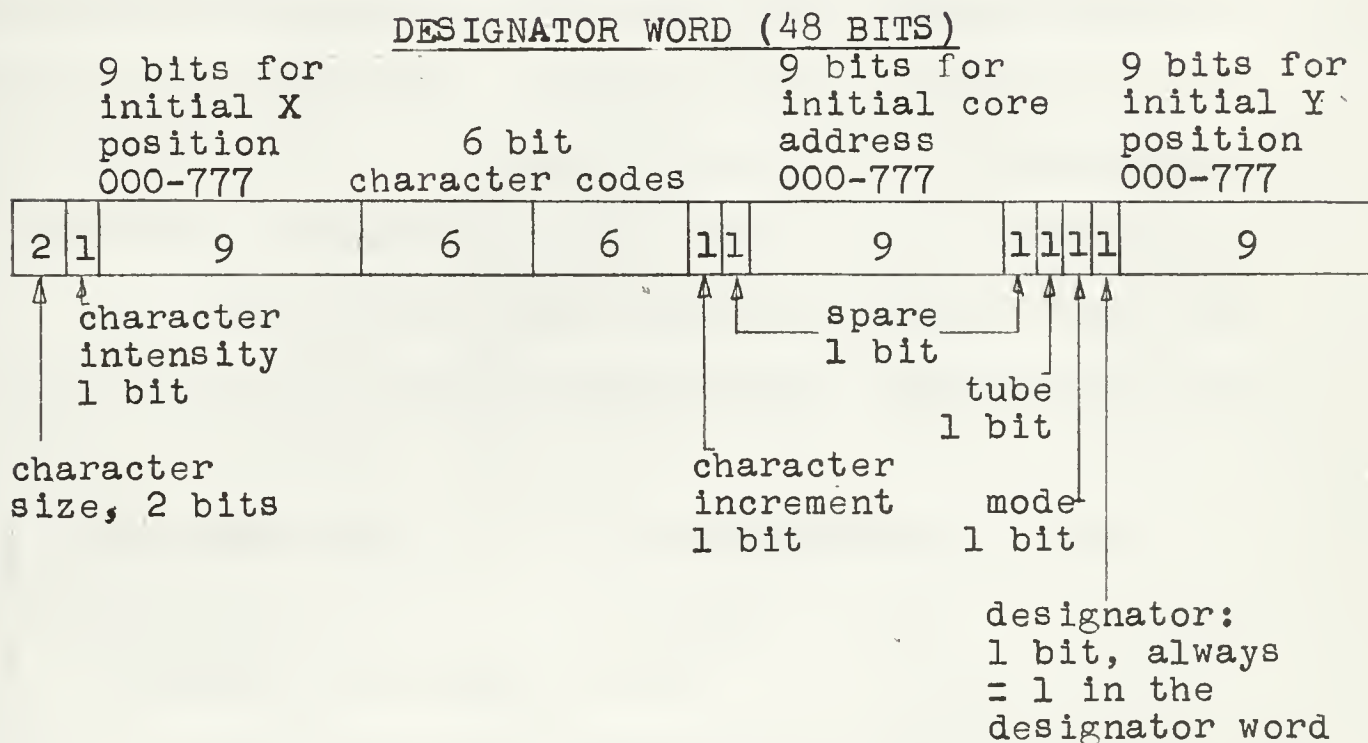 DESIGNATOR WORD (48 BITS)
9 bits for
initial X
position
000-777
6 bit
character codes
9 bits for
initial core
address
000-777
9 bits for
initial Y
position
000-777
2 1 9 6 6 1 1 9 1 1 1 1 9
character
intensity
1 bit
character
size, 2 bits
character
increment
1 bit
spare
1 bit
tube
1 bit
mode
1 bit
designator:
1 bit, always
= 1 in the
designator word